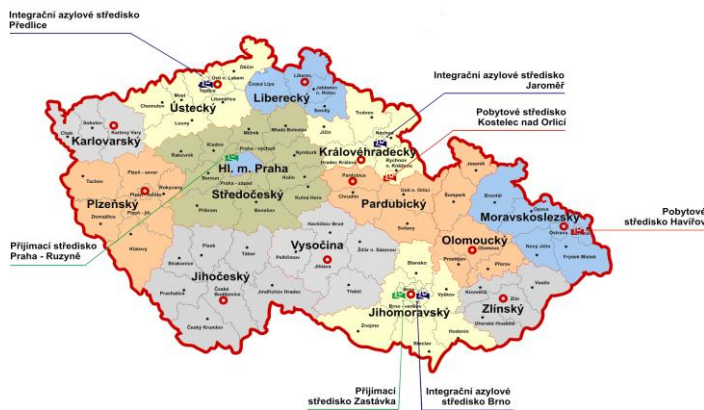 Integrační azylové středisko
Předlice
Integrační azylové středisko
Jaroměř
Pobytové středisko
Kostelec nad Orlicí
Pobytové
středisko Havířov
Přijímací středisko
Praha - Ruzyně
Přijímací
středisko Zastávka
Integrační azylové
středisko Brno
Ústecký
Děčín
Ústí n. Labem
Teplice
Most
Litoměřice
Chomutov
Louny
Liberecký
Liberec
Česká Lípa
Jablonec
n. Nisou
Semily
Karlovarský
Sokolov
Cheb
Karlovy Vary
Královéhradecký
Trutnov
Náchod
Jičín
Hradec Králové
Rychnov
n. Kněžnou
Hl. m. Praha
Středočeský
Mělník
Mladá Boleslav
Kladno
Rakovník
Praha - východ
Nymburk
Beroun
Praha - západ
Kolín
Kutná Hora
Příbram
Benešov
Plzeňský
Plzeň - sever
Tachov
Rokycany
Domažlice
Plzeň - jih
Klatovy
Pardubický
Pardubice
Chrudim
Ústí n. Orlicí
Svitavy
Olomoucký
Jeseník
Šumperk
Olomouc
Prostějov
Přerov
Moravskoslezský
Bruntál
Opava
Ostrava
Nový Jičín
Frýdek Místek
Vysočina
Havlíčkův Brod
Pelhřimov
Jihlava
Žďár n. Sázavou
Třebíč
Jihočeský
Písek
Tábor
Strakonice
Prachatice
České
Budějovice
Jindřichův Hradec
Český Krumlov
Jihomoravský
Blansko
Brno - venkov
Vyškov
Znojmo
Hodonín
Břeclav
Zlínský
Vsetín
Kroměříž
Zlín
Uherské Hradiště